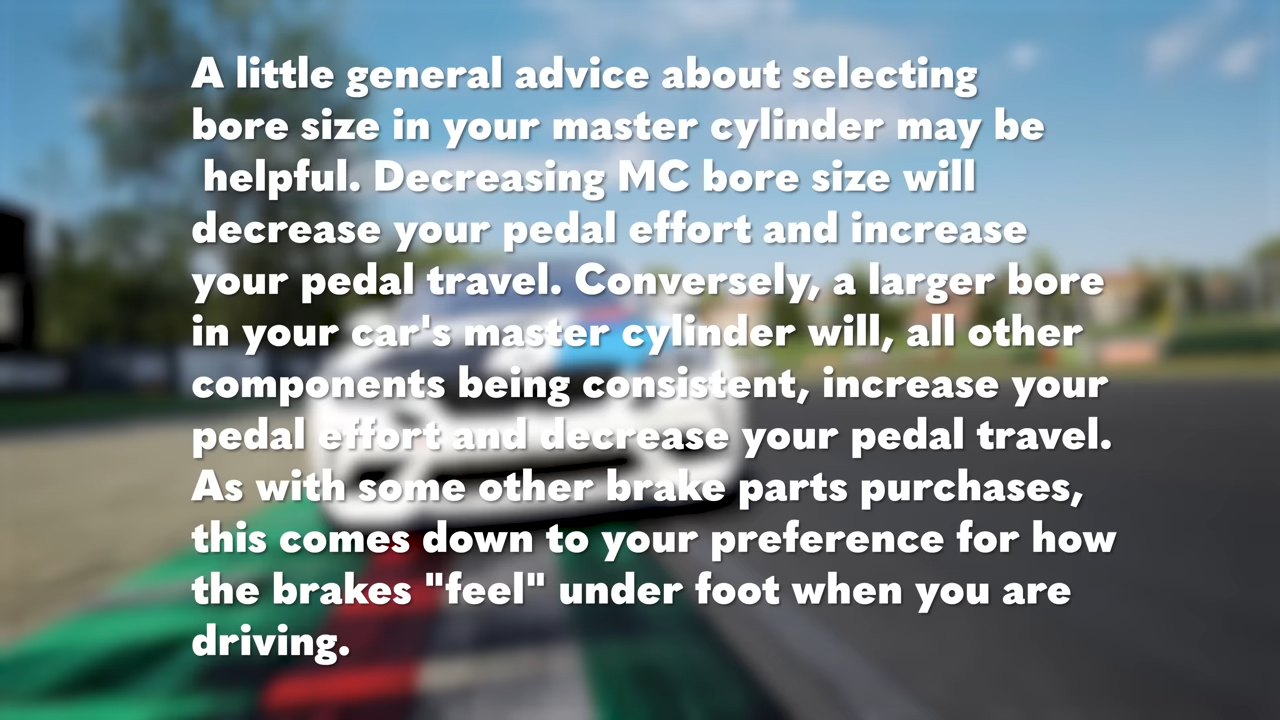 A little general advice about selecting
bore size in your master cylinder may be
helpful. Decreasing MC bore size will
decrease your pedal effort and increase
your pedal travel. Conversely, a larger bore
in your car's master cylinder will, all other
components being consistent, increase your
pedal effort and decrease your pedal travel.
As with some other brake parts purchases,
this comes down to your preference for how
the brakes "feel" under foot when you are
driving.